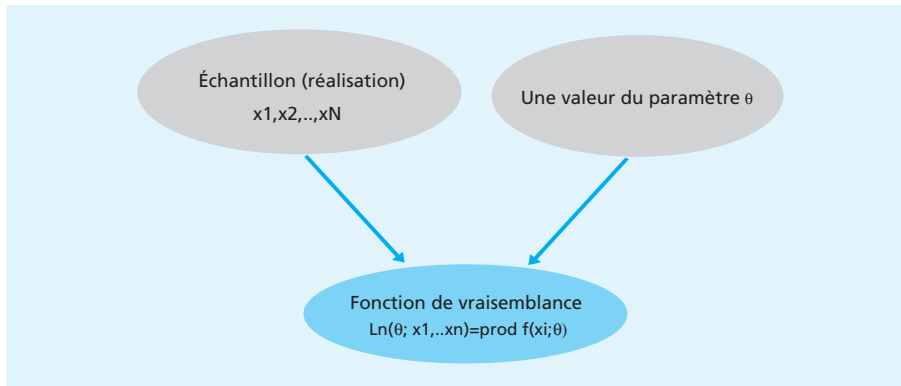 Échantillon (réalisation)
x1,x2,..,xN
Une valeur du paramètre θ
Fonction de vraisemblance
Ln(θ; x1,..xn)=prod f(xi;θ)